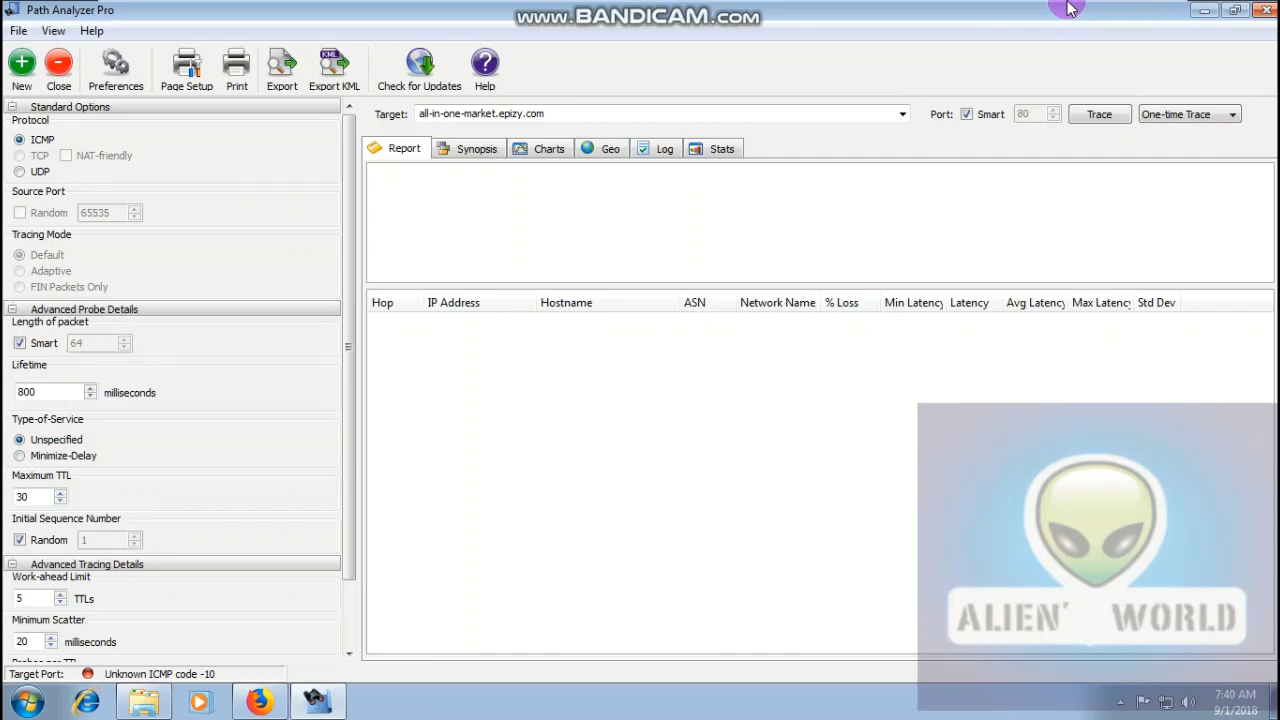 Path Analyzer Pro
www.BANDICAM.com
File View Help
New Close Preferences Page Setup Print Export Export KML Check for Updates Help
KML
Standard Options
Protocol
ICMP
TCP NAT-friendly
UDP
Source Port
Random 65535
Tracing Mode
Default
Adaptive
FIN Packets Only
Advanced Probe Details
Length of packet
Smart 64
Lifetime
800 milliseconds
Type-of-Service
Unspecified
Minimize-Delay
Maximum TTL
30
Initial Sequence Number
Random 1
Advanced Tracing Details
Work-ahead Limit
5 TTLs
Minimum Scatter
20 milliseconds
Target: all-in-one-market.epizy.com Port: Smart 80 Trace One-time Trace
Report Synopsis Charts Geo Log Stats
Hop IP Address Hostname ASN Network Name % Loss Min Latency Latency Avg Latency Max Latency Std Dev
ALIEN' WORLD
Target Port: Unknown ICMP code -10
7:40 AM
9/1/2018